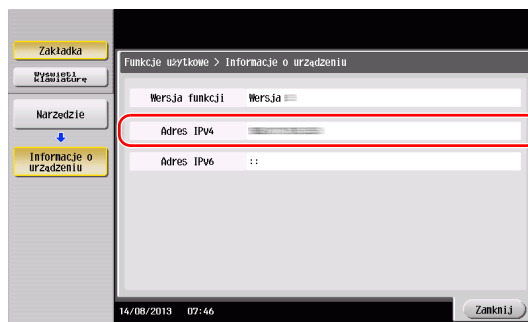 Zakładka
Wyświetl
klawiaturę
Narzędzie
Informacje o
urządzeniu
Funkcje użytkowe > Informacje o urządzeniu
Wersja funkcji Wersja
Adres IPv4
Adres IPv6 ::
14/08/2013 07:46
Zamknij